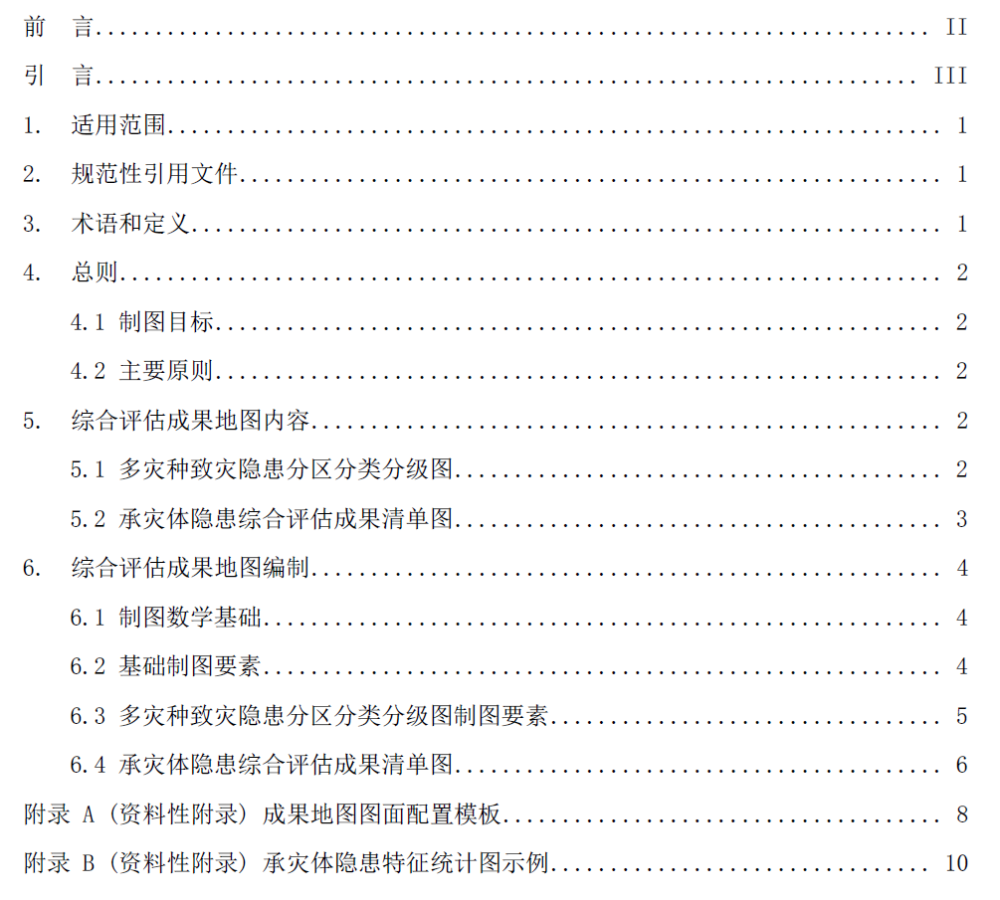 前　言 II
引　言 III
1.　适用范围 1
2.　规范性引用文件 1
3.　术语和定义 1
4.　总则 2
4.1 制图目标 2
4.2 主要原则 2
5.　综合评估成果地图内容 2
5.1 多灾种致灾隐患分区分类分级图 2
5.2 承灾体隐患综合评估成果清单图 3
6.　综合评估成果地图编制 4
6.1 制图数学基础 4
6.2 基础制图要素 4
6.3 多灾种致灾隐患分区分类分级图制图要素 5
6.4 承灾体隐患综合评估成果清单图 6
附录 A (资料性附录) 成果地图图面配置模板 8
附录 B (资料性附录) 承灾体隐患特征统计图示例 10